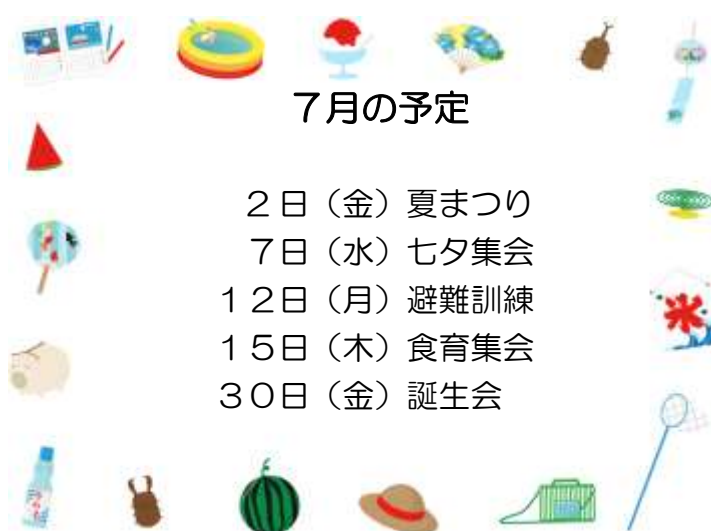 ７月の予定
２日（金）夏まつり
７日（水）七夕集会
１２日（月）避難訓練
１５日（木）食育集会
３０日（金）誕生会
氷